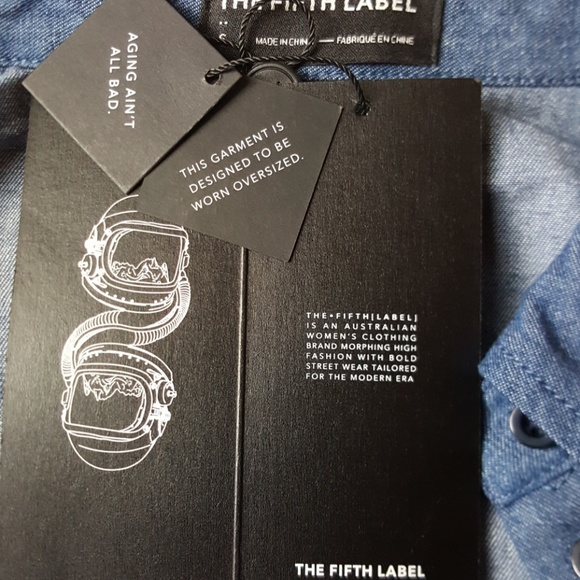 THE FIFTH LABEL
MADE IN CHIN — FABRIQUÉ EN CHINE
AGING AIN'T
ALL BAD.
THIS GARMENT IS
DESIGNED TO BE
WORN OVERSIZED.
THE•FIFTH[LABEL]
IS AN AUSTRALIAN
WOMEN'S CLOTHING
BRAND MORPHING HIGH
FASHION WITH BOLD
STREET WEAR TAILORED
FOR THE MODERN ERA
THE FIFTH LABEL